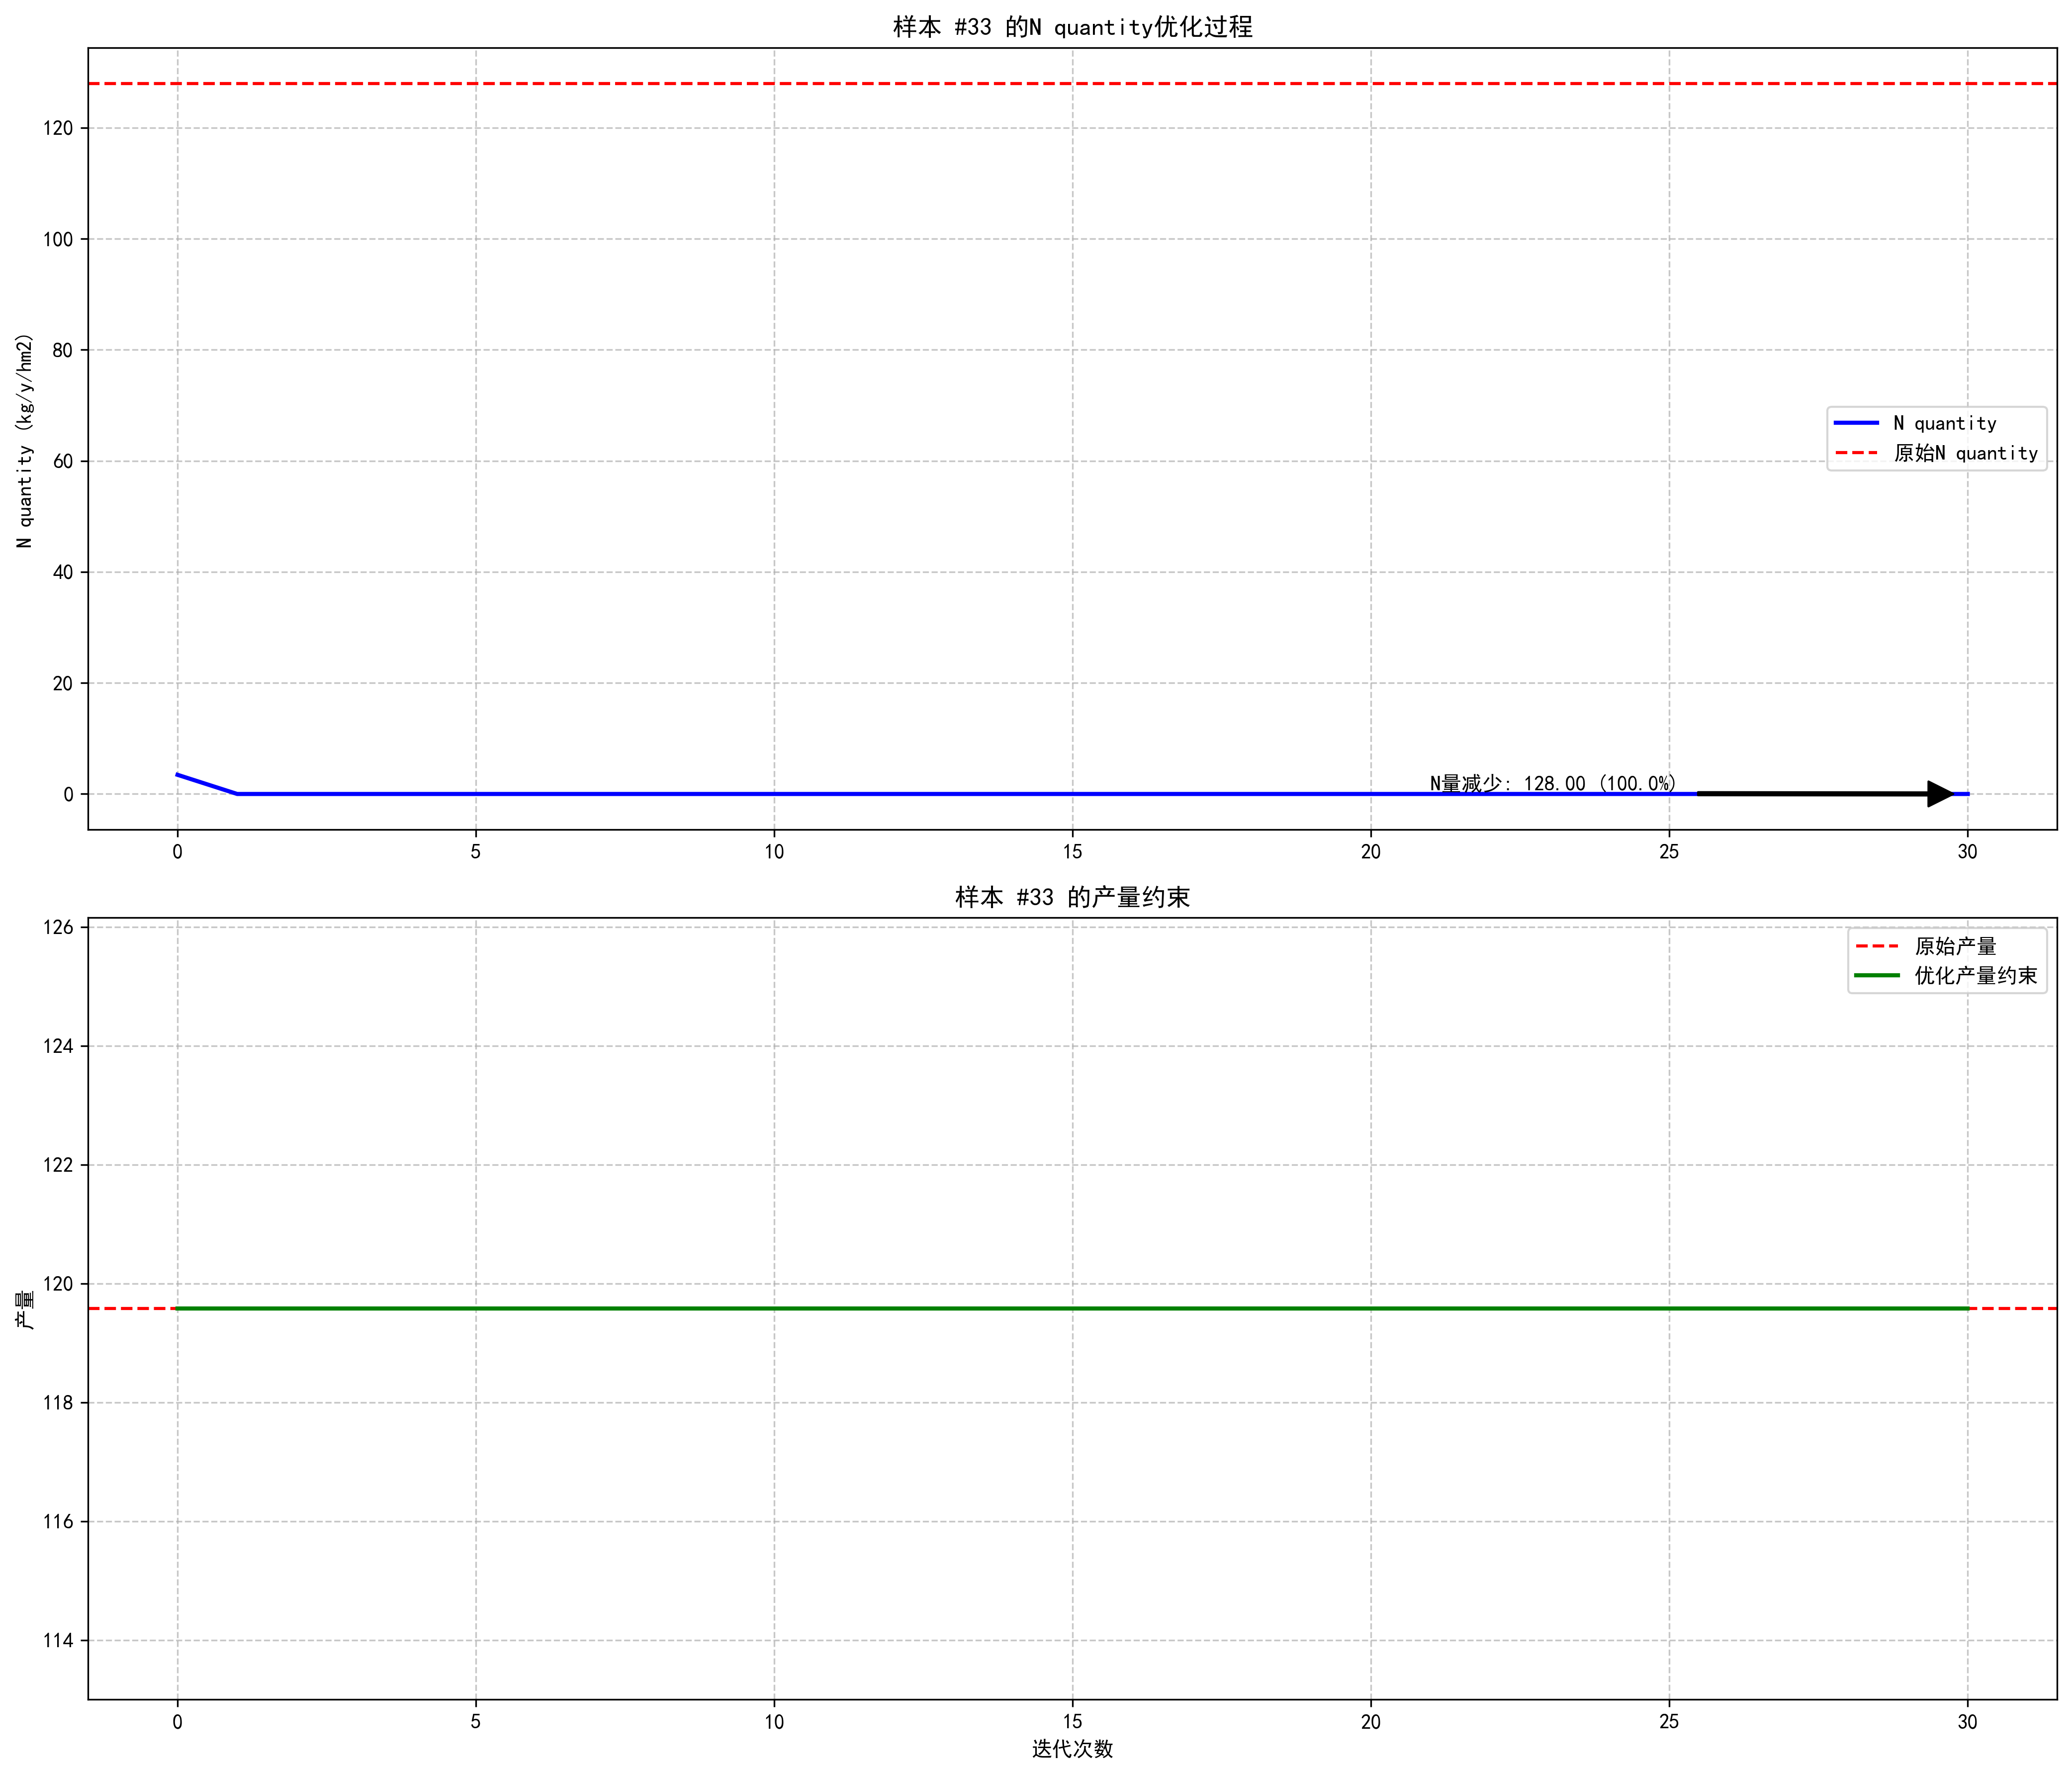 样本 #33 的N quantity优化过程
N quantity (kg/y/hm2)
120
100
80
60
40
20
0
N quantity
原始N quantity
N量减少: 128.00 (100.0%)
0 5 10 15 20 25 30
样本 #33 的产量约束
产量
126
124
122
120
118
116
114
原始产量
优化产量约束
0 5 10 15 20 25 30
迭代次数